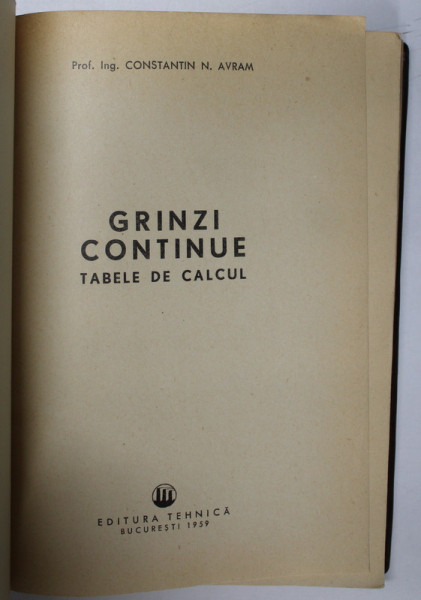 Prof. Ing. CONSTANTIN N. AVRAM
GRINZI
CONTINUE
TABELE DE CALCUL
EDITURA TEHNICĂ
BUCUREȘTI 1959